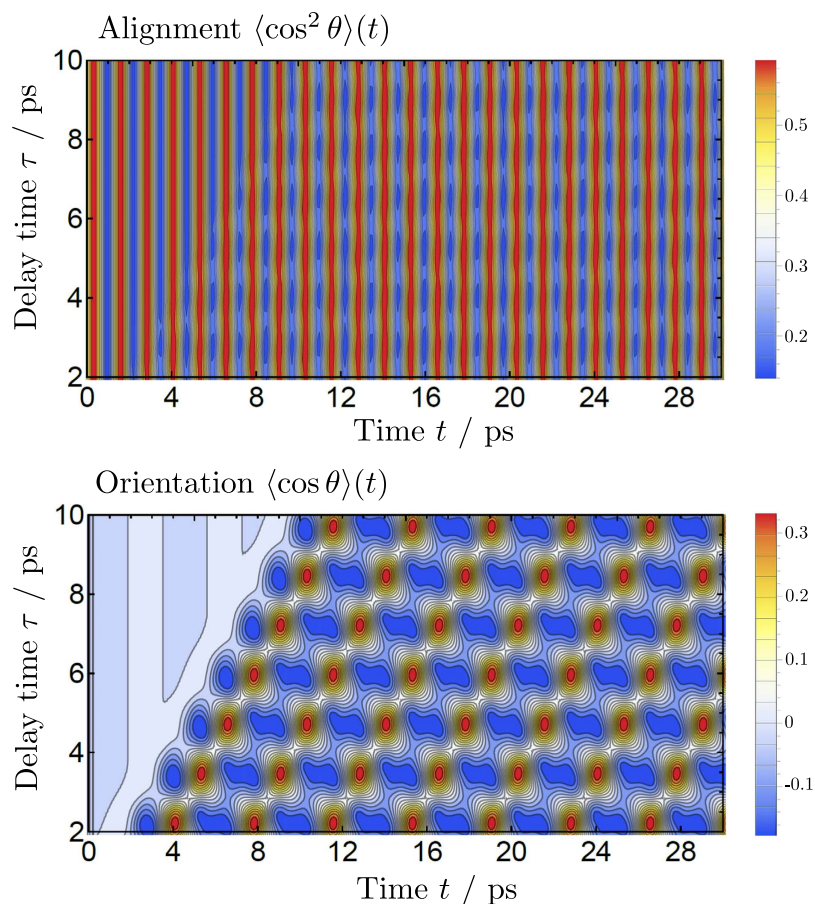 Alignment ⟨cos² θ⟩(t)
Delay time τ / ps
10
8
6
4
2
0 4 8 12 16 20 24 28
Time t / ps
0.5
0.4
0.3
0.2
Orientation ⟨cos θ⟩(t)
Delay time τ / ps
10
8
6
4
2
0 4 8 12 16 20 24 28
Time t / ps
0.3
0.2
0.1
0
-0.1